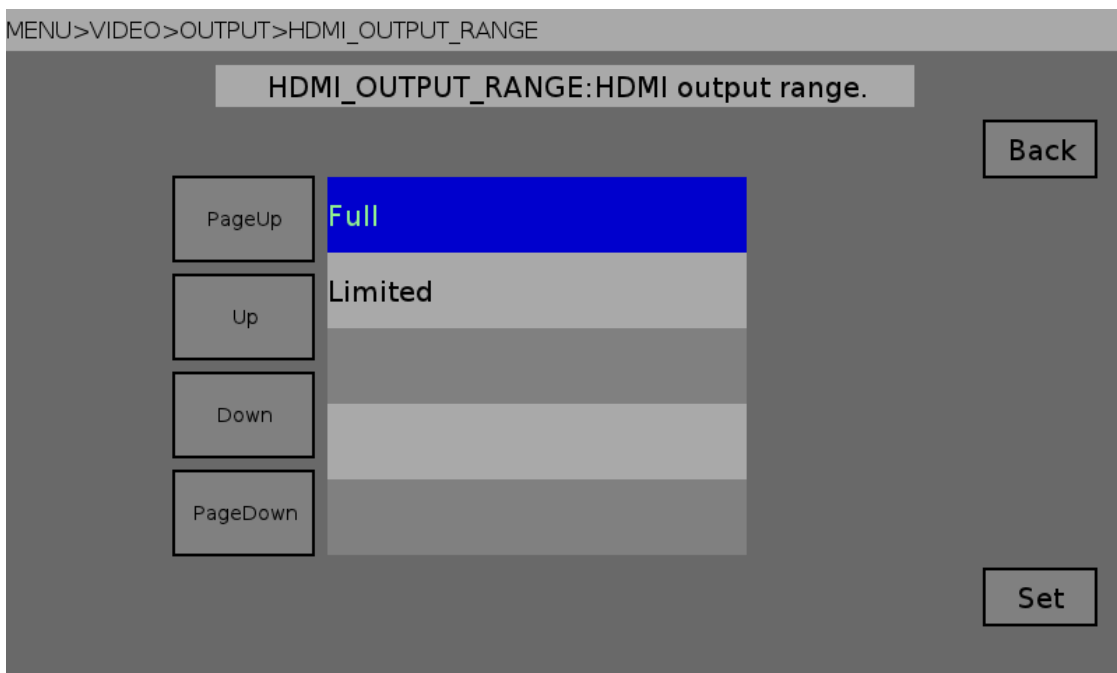 MENU>VIDEO>OUTPUT>HDMI_OUTPUT_RANGE
HDMI_OUTPUT_RANGE:HDMI output range.
Back
PageUp
Full
Limited
Up
Down
PageDown
Set